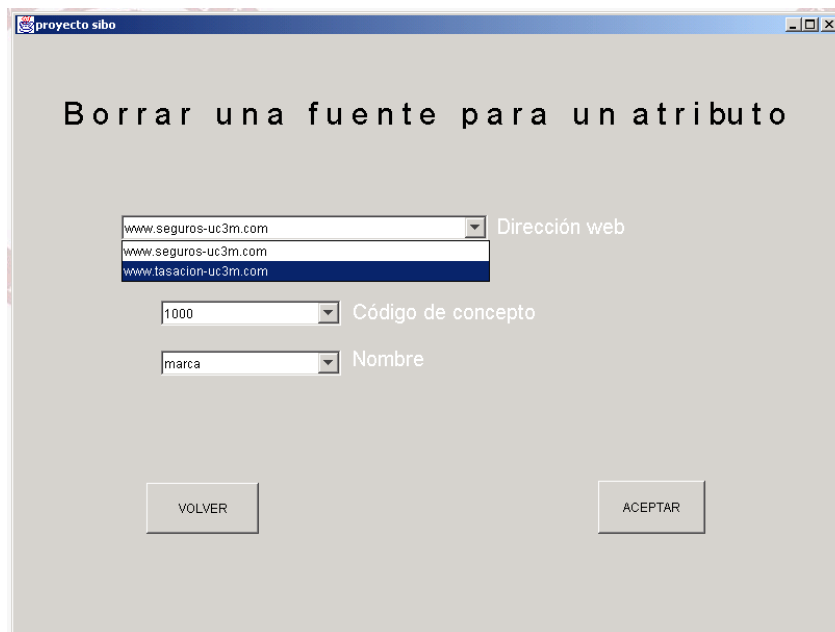 proyecto sibo
Borrar una fuente para un atributo
www.seguros-uc3m.com
Dirección web
www.seguros-uc3m.com
www.tasacion-uc3m.com
1000
Código de concepto
marca
Nombre
VOLVER
ACEPTAR